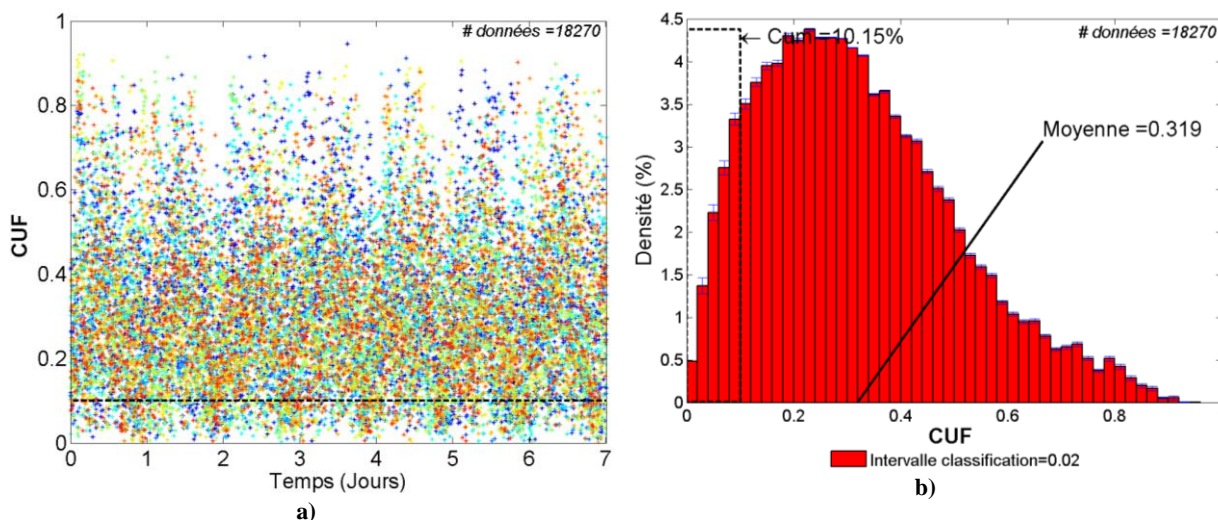 # données=18270
1
0.8
0.6
0.4
0.2
0
CUF
0 1 2 3 4 5 6 7
Temps (Jours)
a)
# données=18270
← Cum =10.15%
Moyenne =0.319
5
4.5
4
3.5
3
2.5
2
1.5
1
0.5
0
Densité (%)
0 0.2 0.4 0.6 0.8
CUF
Intervalle classification=0.02
b)